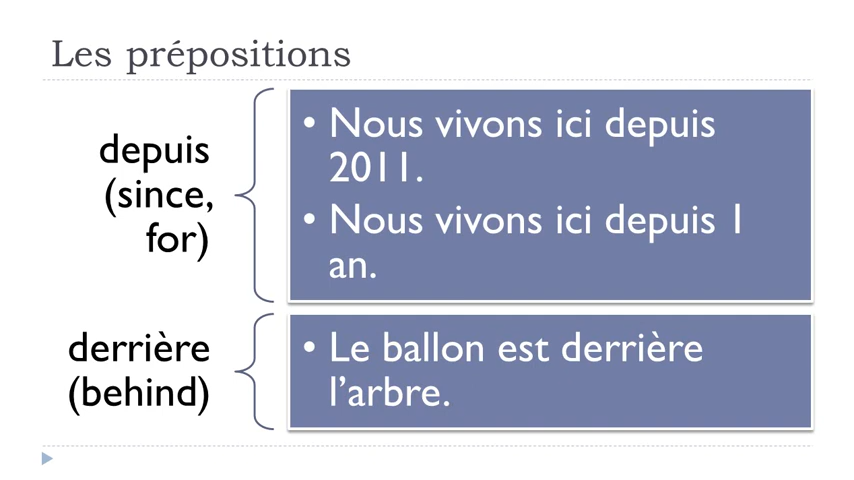 Les prépositions
depuis
(since,
for)
• Nous vivons ici depuis
2011.
• Nous vivons ici depuis 1
an.
derrière
(behind)
• Le ballon est derrière
l’arbre.